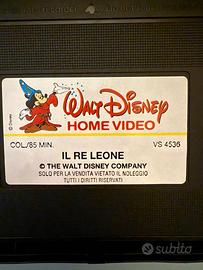 © Disney
WALT DISNEY
HOME VIDEO
COL./85 MIN. VS 4536
IL RE LEONE
© THE WALT DISNEY COMPANY
SOLO PER LA VENDITA VIETATO IL NOLEGGIO
TUTTI I DIRITTI RISERVATI
subito